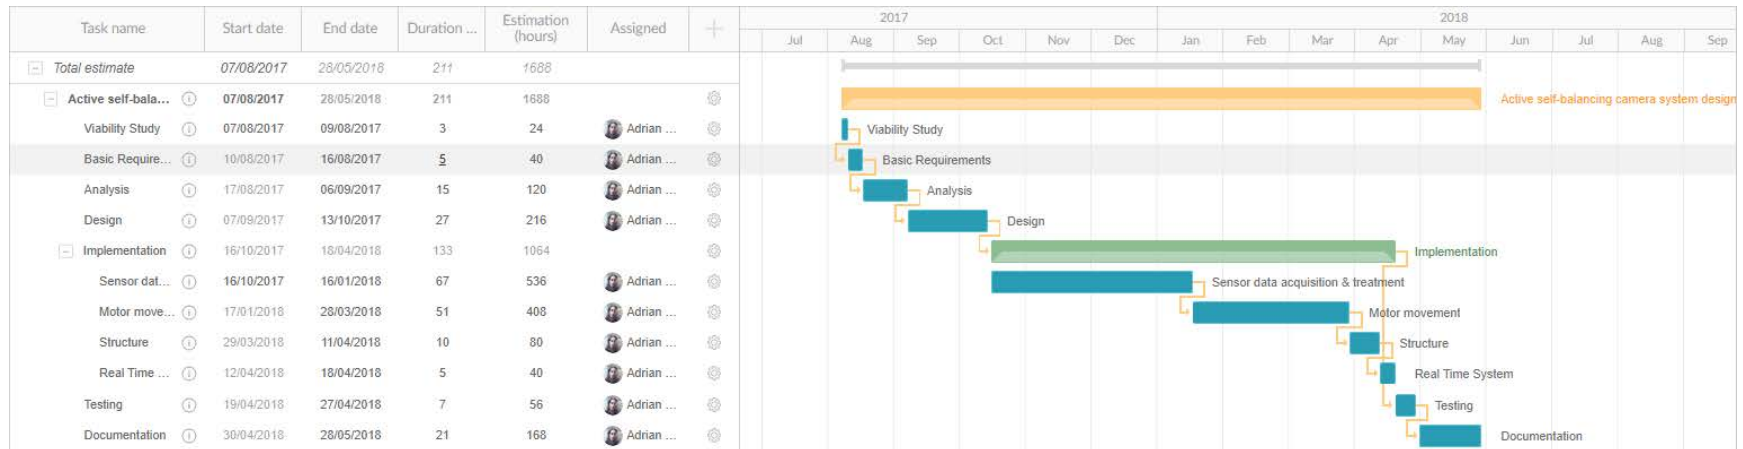 Task name Start date End date Duration ... Estimation (hours) Assigned
2017 2018
Jul Aug Sep Oct Nov Dec Jan Feb Mar Apr May Jun Jul Aug Sep
Total estimate 07/08/2017 28/05/2018 211 1688
Active self-bala... 07/08/2017 28/05/2018 211 1688 Active self-balancing camera system design
Viability Study 07/08/2017 09/08/2017 3 24 Adrian ... Viability Study
Basic Require... 10/08/2017 16/08/2017 5 40 Adrian ... Basic Requirements
Analysis 17/08/2017 06/09/2017 15 120 Adrian ... Analysis
Design 07/09/2017 13/10/2017 27 216 Adrian ... Design
Implementation 16/10/2017 18/04/2018 133 1064 Implementation
Sensor dat... 16/10/2017 16/01/2018 67 536 Adrian ... Sensor data acquisition & treatment
Motor move... 17/01/2018 28/03/2018 51 408 Adrian ... Motor movement
Structure 29/03/2018 11/04/2018 10 80 Adrian ... Structure
Real Time ... 12/04/2018 18/04/2018 5 40 Adrian ... Real Time System
Testing 19/04/2018 27/04/2018 7 56 Adrian ... Testing
Documentation 30/04/2018 28/05/2018 21 168 Adrian ... Documentation